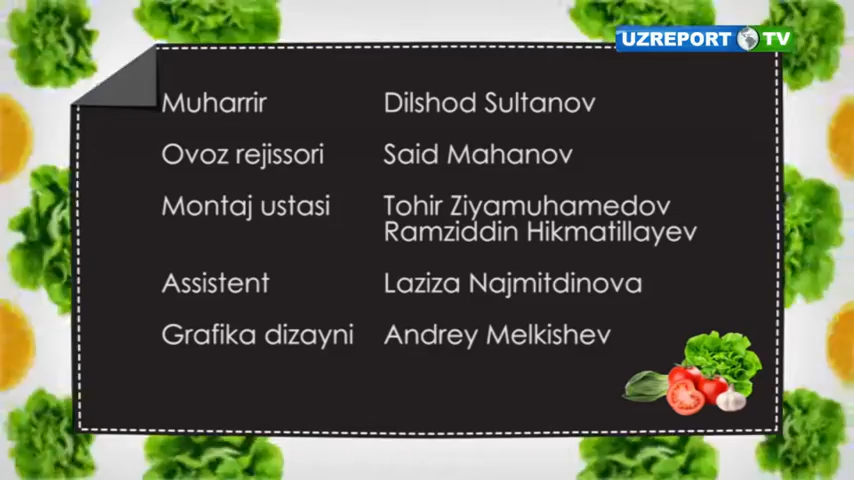 UZREPORT TV
Muharrir Dilshod Sultanov
Ovoz rejissori Said Mahanov
Montaj ustasi Tohir Ziyamuhamedov
Ramziddin Hikmatillayev
Assistent Laziza Najmitdinova
Grafika dizayni Andrey Melkishev